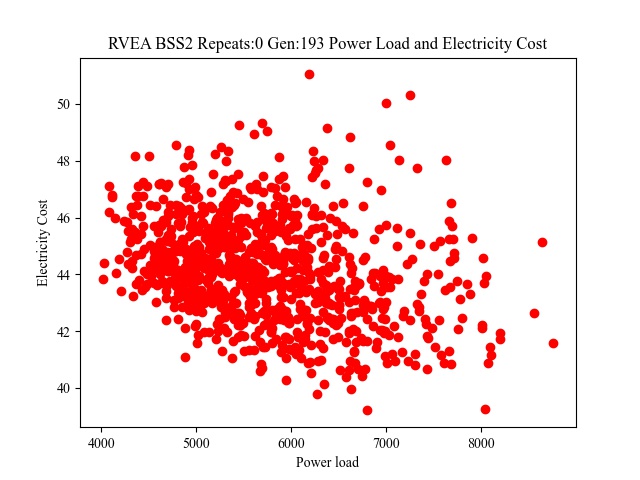 RVEA BSS2 Repeats:0 Gen:193 Power Load and Electricity Cost
50
48
46
44
42
40
Electricity Cost
4000 5000 6000 7000 8000
Power load